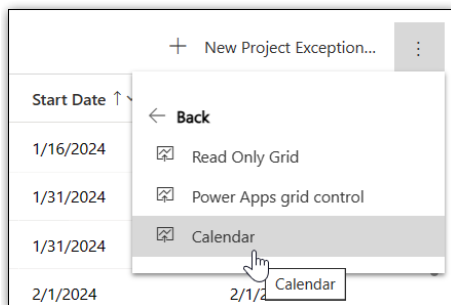 New Project Exception...
Start Date
Back
1/16/2024
Read Only Grid
1/31/2024
Power Apps grid control
1/31/2024
Calendar
Calendar
2/1/2024